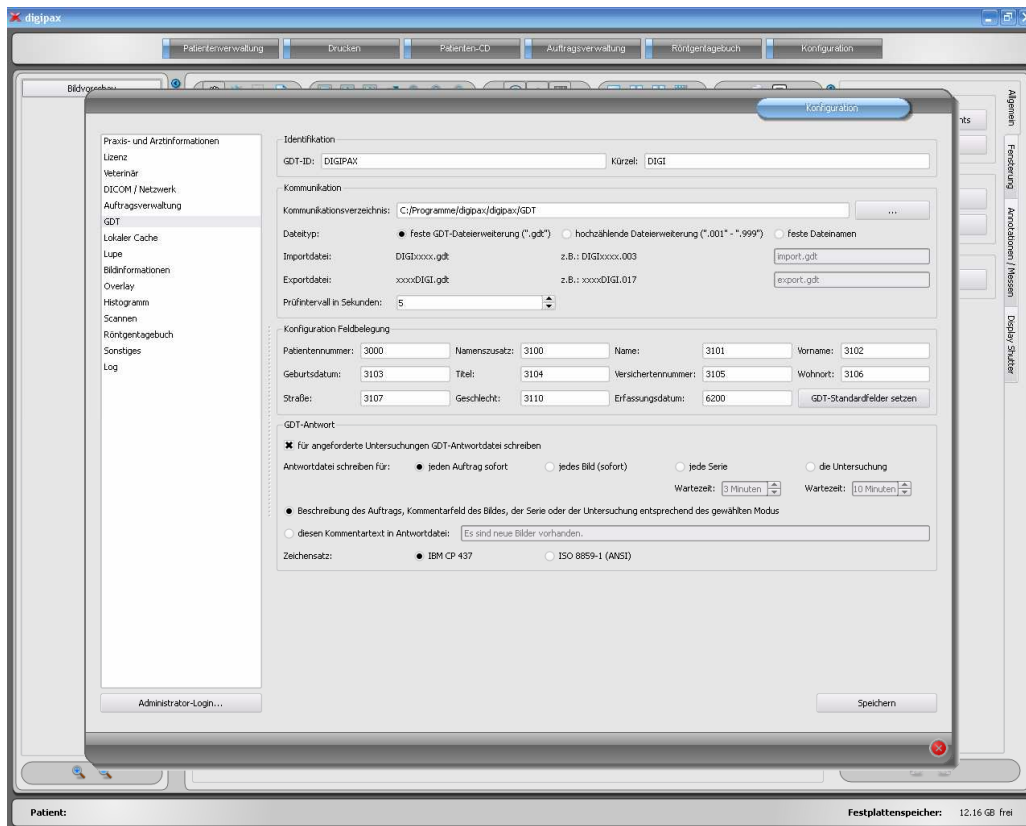 digipax
Patientenverwaltung Drucken Patienten-CD Auftragsverwaltung Röntgentagebuch Konfiguration
Konfiguration
Praxis- und Arztinformationen
Lizenz
Veterinär
DICOM / Netzwerk
Auftragsverwaltung
GDT
Lokaler Cache
Lupe
Bildinformationen
Overlay
Histogramm
Scannen
Röntgentagebuch
Sonstiges
Log
Administrator-Login...
Identifikation
GDT-ID: DIGIPAX Kürzel: DIGI
Kommunikation
Kommunikationsverzeichnis: C:/Programme/digipax/digipax/GDT ...
Dateityp: feste GDT-Dateierweiterung (".gdt") hochzählende Dateierweiterung (".001" - ".999") feste Dateinamen
Importdatei: DIGIxxxx.gdt z.B.: DIGIxxxx.003 import.gdt
Exportdatei: xxxxDIGI.gdt z.B.: xxxxDIGI.017 export.gdt
Prüfintervall in Sekunden: 5
Konfiguration Feldbelegung
Patientennummer: 3000 Namenszusatz: 3100 Name: 3101 Vorname: 3102
Geburtsdatum: 3103 Titel: 3104 Versichertennummer: 3105 Wohnort: 3106
Straße: 3107 Geschlecht: 3110 Erfassungsdatum: 6200 GDT-Standardfelder setzen
GDT-Antwort
für angeforderte Untersuchungen GDT-Antwortdatei schreiben
Antwortdatei schreiben für: jeden Auftrag sofort jedes Bild (sofort) jede Serie die Untersuchung
Wartezeit: 3 Minuten Wartezeit: 10 Minuten
Beschreibung des Auftrags, Kommentarfeld des Bildes, der Serie oder der Untersuchung entsprechend des gewählten Modus
diesen Kommentartext in Antwortdatei: Es sind neue Bilder vorhanden.
Zeichensatz: IBM CP 437 ISO 8859-1 (ANSI)
Speichern
Allgemein
Fensterung
Annotationen / Messen
Display Shutter
Patient: Festplattenspeicher: 12.16 GB frei